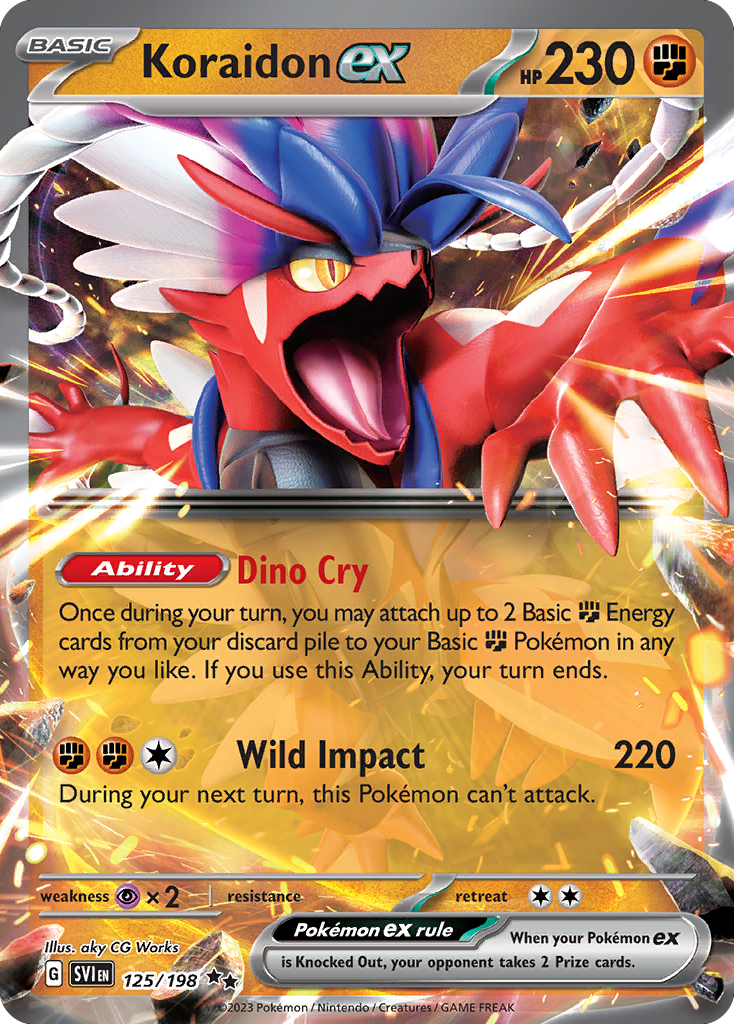 BASIC Koraidon ex HP 230
Ability Dino Cry
Once during your turn, you may attach up to 2 Basic Energy
cards from your discard pile to your Basic Pokémon in any
way you like. If you use this Ability, your turn ends.
Wild Impact 220
During your next turn, this Pokémon can't attack.
weakness ×2 resistance retreat
Illus. aky CG Works
Pokémon ex rule When your Pokémon ex
is Knocked Out, your opponent takes 2 Prize cards.
G SVI EN 125/198
©2023 Pokémon / Nintendo / Creatures / GAME FREAK